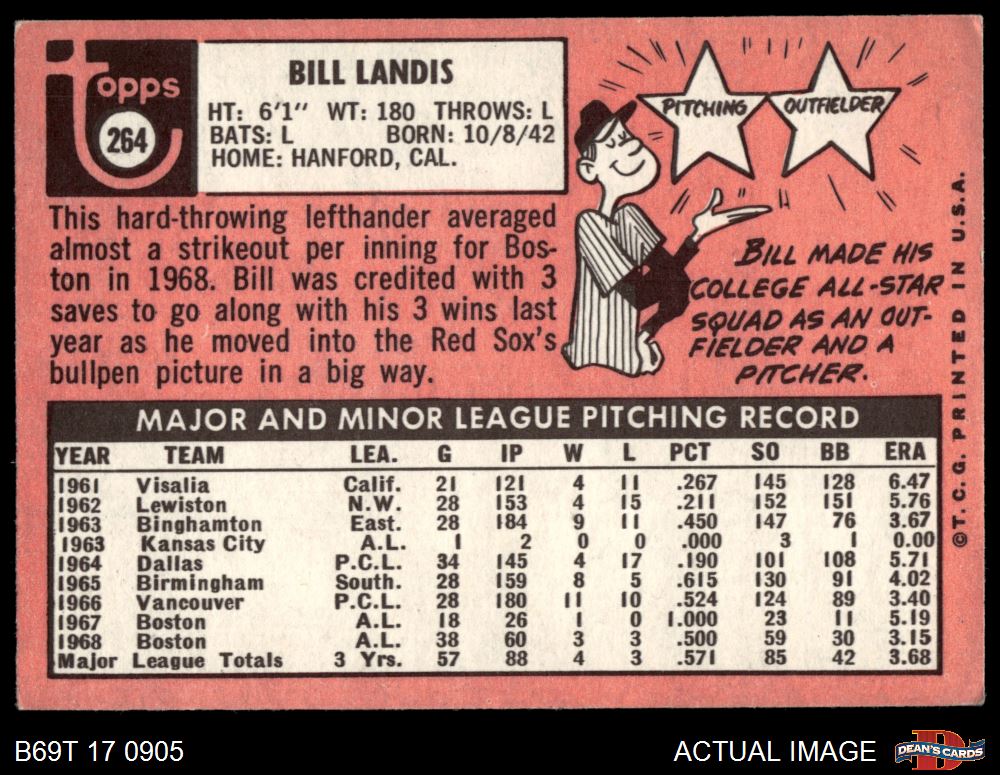 Topps
264
BILL LANDIS
HT: 6'1" WT: 180 THROWS: L
BATS: L BORN: 10/8/42
HOME: HANFORD, CAL.
PITCHING
OUTFIELDER
This hard-throwing lefthander averaged
almost a strikeout per inning for Bos-
ton in 1968. Bill was credited with 3
saves to go along with his 3 wins last
year as he moved into the Red Sox's
bullpen picture in a big way.
BILL MADE HIS
COLLEGE ALL-STAR
SQUAD AS AN OUT-
FIELDER AND A
PITCHER.
MAJOR AND MINOR LEAGUE PITCHING RECORD
YEAR TEAM LEA. G IP W L PCT SO BB ERA
1961 Visalia Calif. 21 121 4 11 .267 145 128 6.47
1962 Lewiston N.W. 28 153 4 15 .211 152 151 5.76
1963 Binghamton East. 28 184 9 11 .450 147 76 3.67
1963 Kansas City A.L. 1 2 0 0 .000 3 1 0.00
1964 Dallas P.C.L. 34 145 4 17 .190 101 108 5.71
1965 Birmingham South. 28 159 8 5 .615 130 91 4.02
1966 Vancouver P.C.L. 28 180 11 10 .524 124 89 3.40
1967 Boston A.L. 18 26 1 0 1.000 23 11 5.19
1968 Boston A.L. 38 60 3 3 .500 59 30 3.15
Major League Totals 3 Yrs. 57 88 4 3 .571 85 42 3.68
©T. C. G. PRINTED IN U.S.A.
B69T 17 0905
ACTUAL IMAGE
DEAN'S CARDS